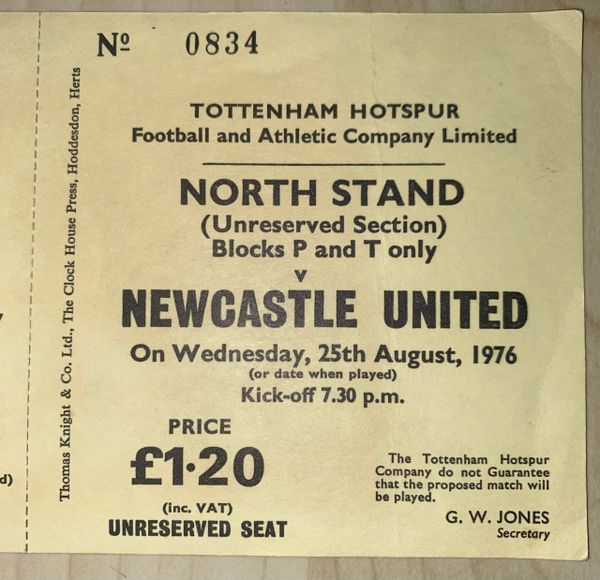 Nº 0834
TOTTENHAM HOTSPUR
Football and Athletic Company Limited
NORTH STAND
(Unreserved Section)
Blocks P and T only
v
NEWCASTLE UNITED
On Wednesday, 25th August, 1976
(or date when played)
Kick-off 7.30 p.m.
PRICE
£1·20
(inc. VAT)
UNRESERVED SEAT
The Tottenham Hotspur
Company do not Guarantee
that the proposed match will
be played.
G. W. JONES
Secretary
Thomas Knight & Co. Ltd., The Clock House Press, Hoddesdon, Herts
d)